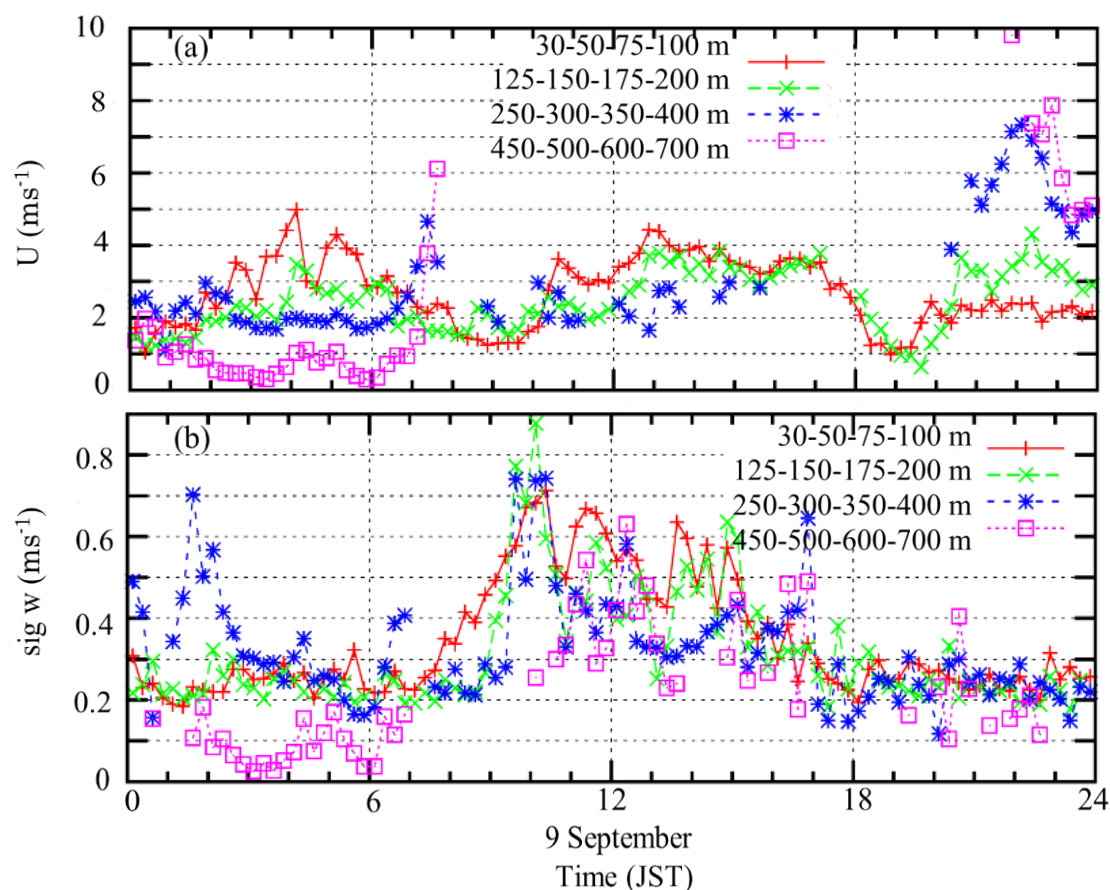 10
(a)
30-50-75-100 m
125-150-175-200 m
8
250-300-350-400 m
450-500-600-700 m
6
U (ms-1)
4
2
0
(b)
30-50-75-100 m
0.8
125-150-175-200 m
250-300-350-400 m
450-500-600-700 m
0.6
sig w (ms-1)
0.4
0.2
0
0 6 12 18 24
9 September
Time (JST)